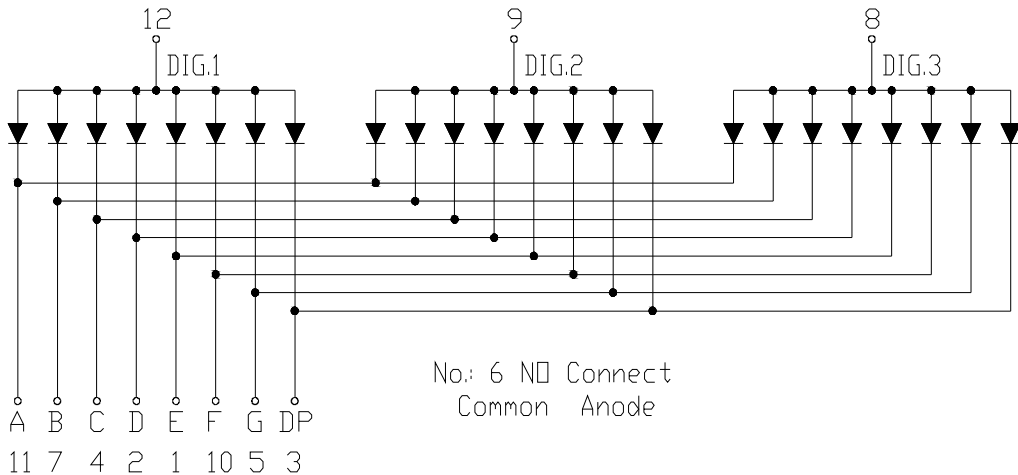 12 9 8
DIG.1 DIG.2 DIG.3
No.: 6 NO Connect
Common Anode
A B C D E F G DP
11 7 4 2 1 10 5 3